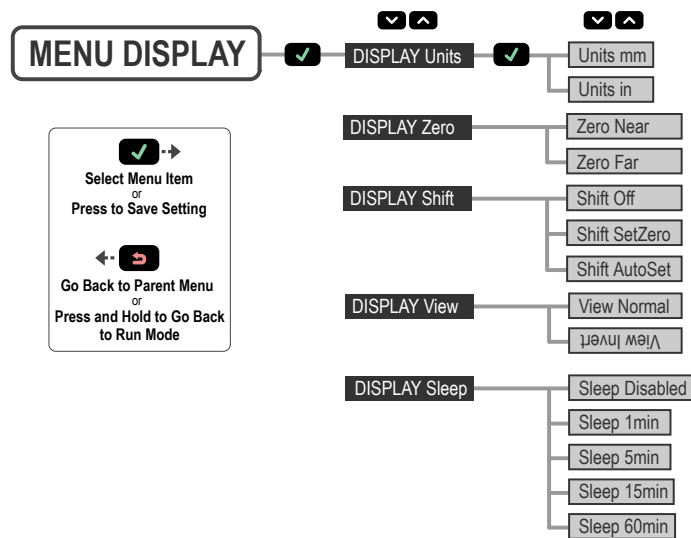 MENU DISPLAY
DISPLAY Units
Units mm
Units in
DISPLAY Zero
Zero Near
Zero Far
DISPLAY Shift
Shift Off
Shift SetZero
Shift AutoSet
DISPLAY View
View Normal
View Invert
DISPLAY Sleep
Sleep Disabled
Sleep 1min
Sleep 5min
Sleep 15min
Sleep 60min
Select Menu Item
or
Press to Save Setting
Go Back to Parent Menu
or
Press and Hold to Go Back
to Run Mode